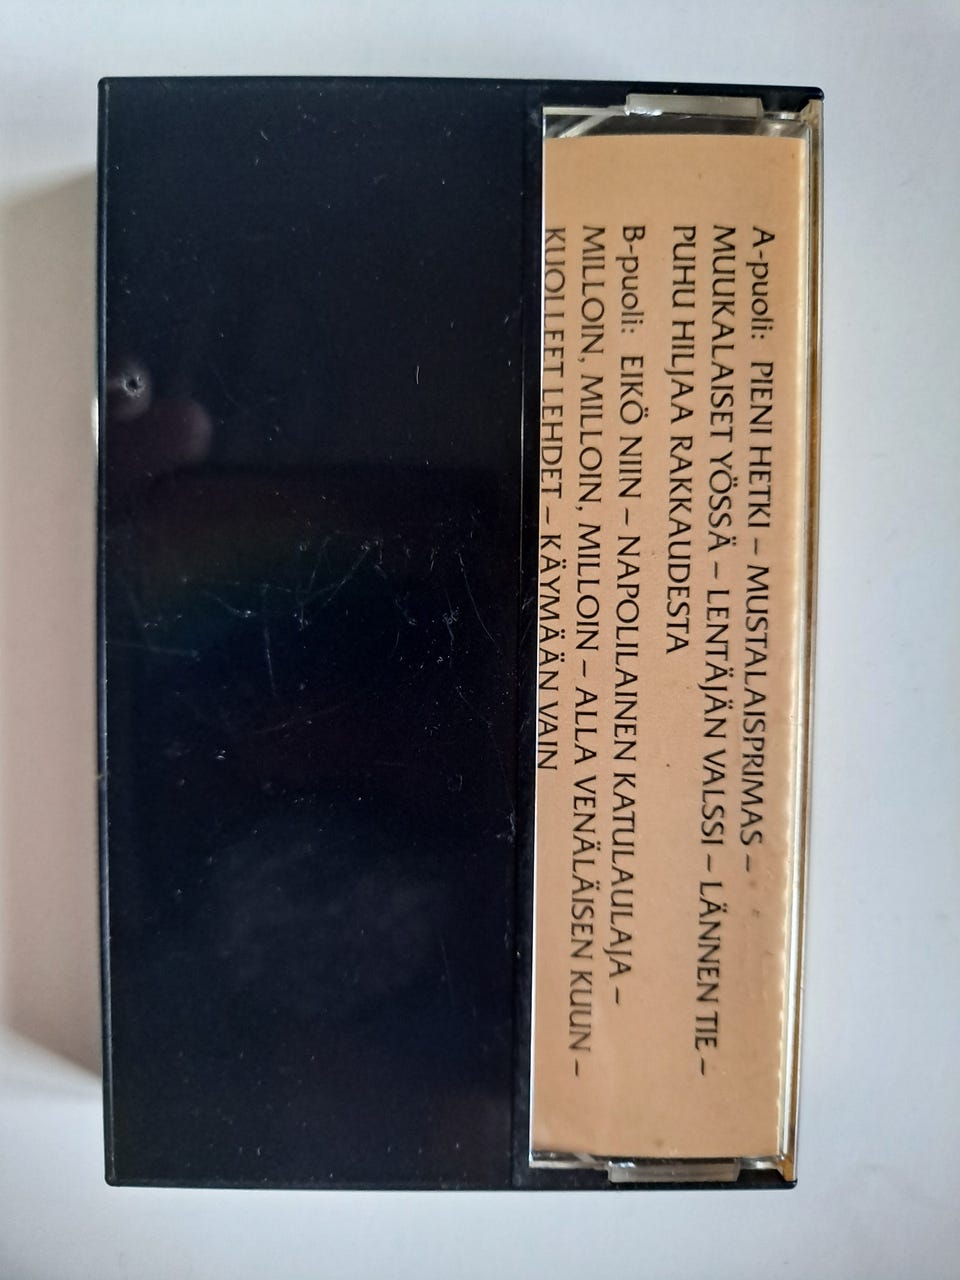 A-puoli: PIENI HETKI – MUSTALAISPRIMAS –
MUUKALAISET YÖSSÄ – LENTÄJÄN VALSSI – LÄNNEN TIE –
PUHU HILJAA RAKKAUDESTA
B-puoli: EIKÖ NIIN – NAPOLILAINEN KATULAULAJA –
MILLOIN, MILLOIN, MILLOIN – ALLA VENÄLÄISEN KUUN –
KUOLLEET LEHDET – KÄYMÄÄN VAIN